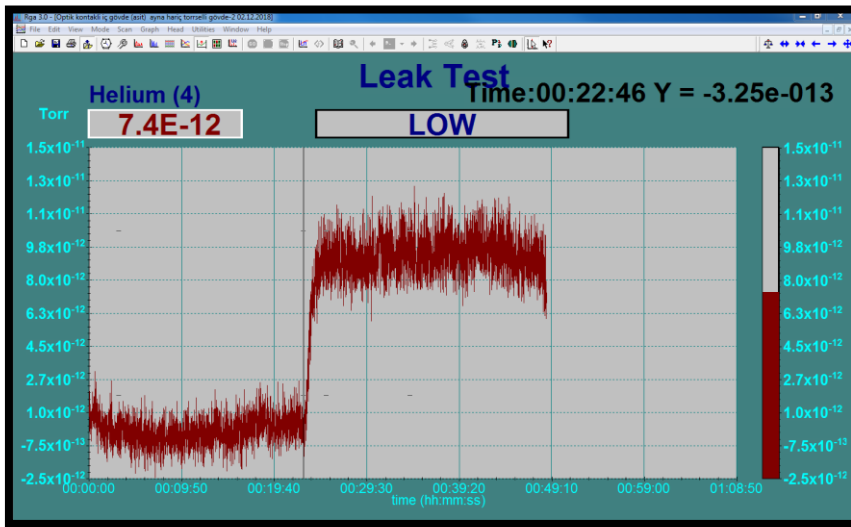 Rga 3.0 - [Optik kontaklı iç gövde (asit) ayna hariç torrselli gövde-2 02.12.2018]
File Edit View Mode Scan Graph Head Utilities Window Help
Leak Test
Time:00:22:46 Y = -3.25e-013
Helium (4)
Torr
7.4E-12
LOW
1.5x10⁻¹¹ 1.5x10⁻¹¹
1.3x10⁻¹¹ 1.3x10⁻¹¹
1.1x10⁻¹¹ 1.1x10⁻¹¹
9.8x10⁻¹² 9.8x10⁻¹²
8.0x10⁻¹² 8.0x10⁻¹²
6.3x10⁻¹² 6.3x10⁻¹²
4.5x10⁻¹² 4.5x10⁻¹²
2.7x10⁻¹² 2.7x10⁻¹²
1.0x10⁻¹² 1.0x10⁻¹²
-7.5x10⁻¹³ -7.5x10⁻¹³
-2.5x10⁻¹² -2.5x10⁻¹²
00:00:00 00:09:50 00:19:40 00:29:30 00:39:20 00:49:10 00:59:00 01:08:50
time (hh:mm:ss)